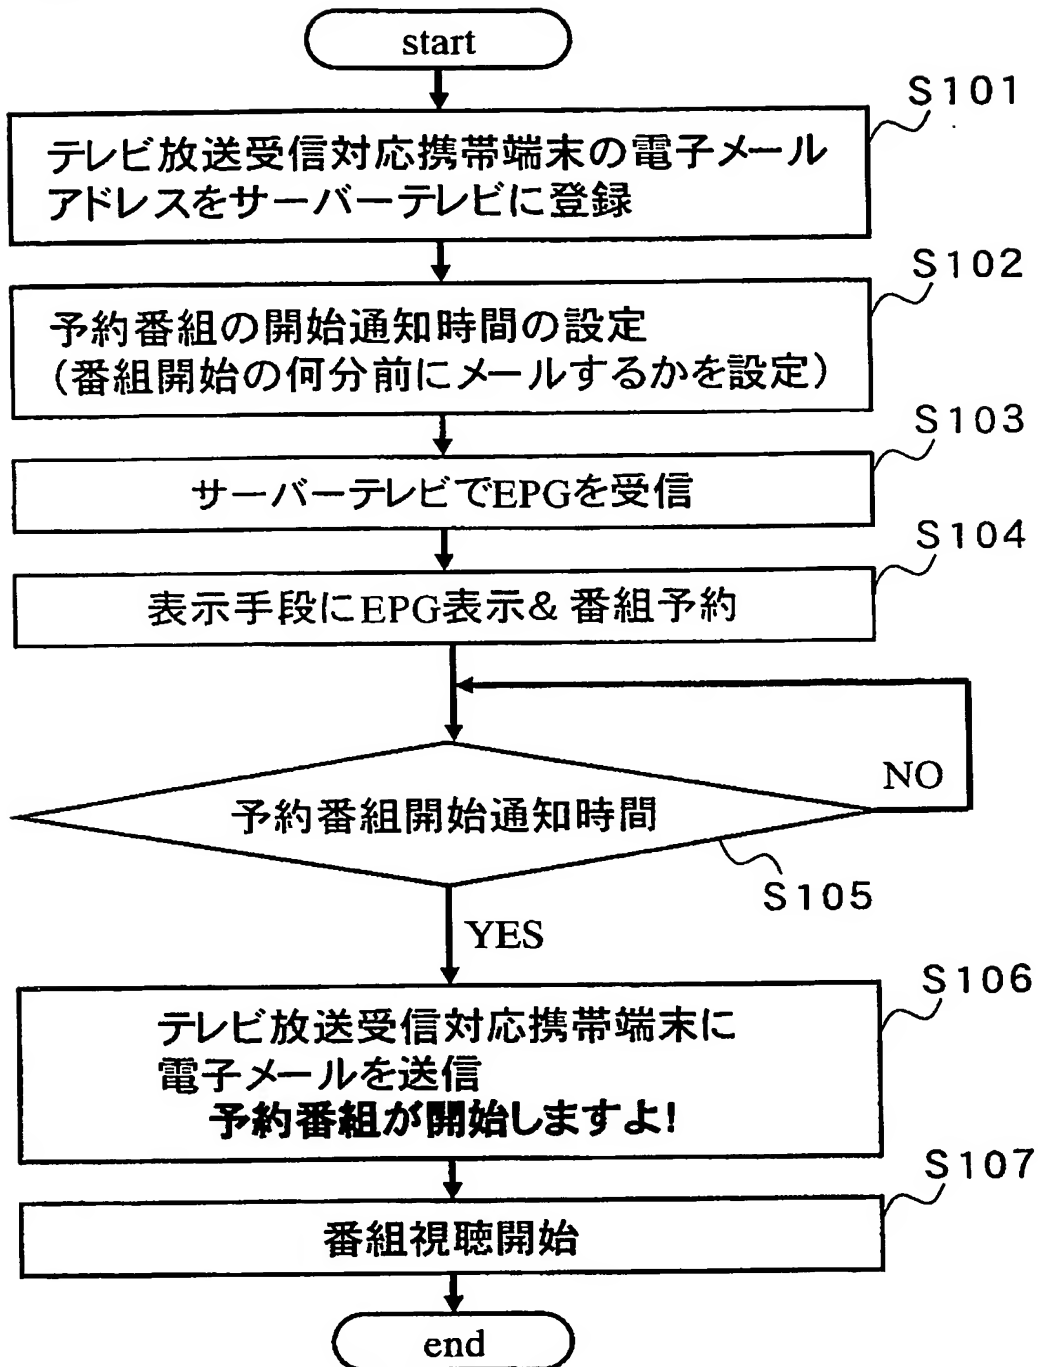 start
S101
テレビ放送受信対応携帯端末の電子メール
アドレスをサーバーテレビに登録
S102
予約番組の開始通知時間の設定
（番組開始の何分前にメールするかを設定）
S103
サーバーテレビでEPGを受信
S104
表示手段にEPG表示& 番組予約
NO
予約番組開始通知時間
S105
YES
S106
テレビ放送受信対応携帯端末に
電子メールを送信
予約番組が開始しますよ!
S107
番組視聴開始
end